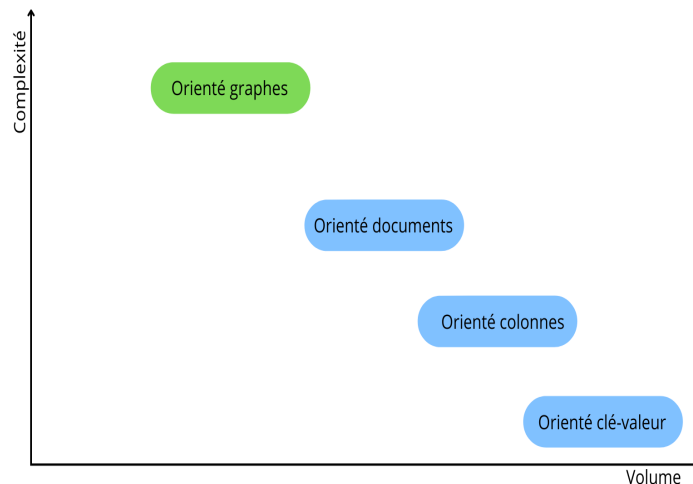 Complexité
Orienté graphes
Orienté documents
Orienté colonnes
Orienté clé-valeur
Volume